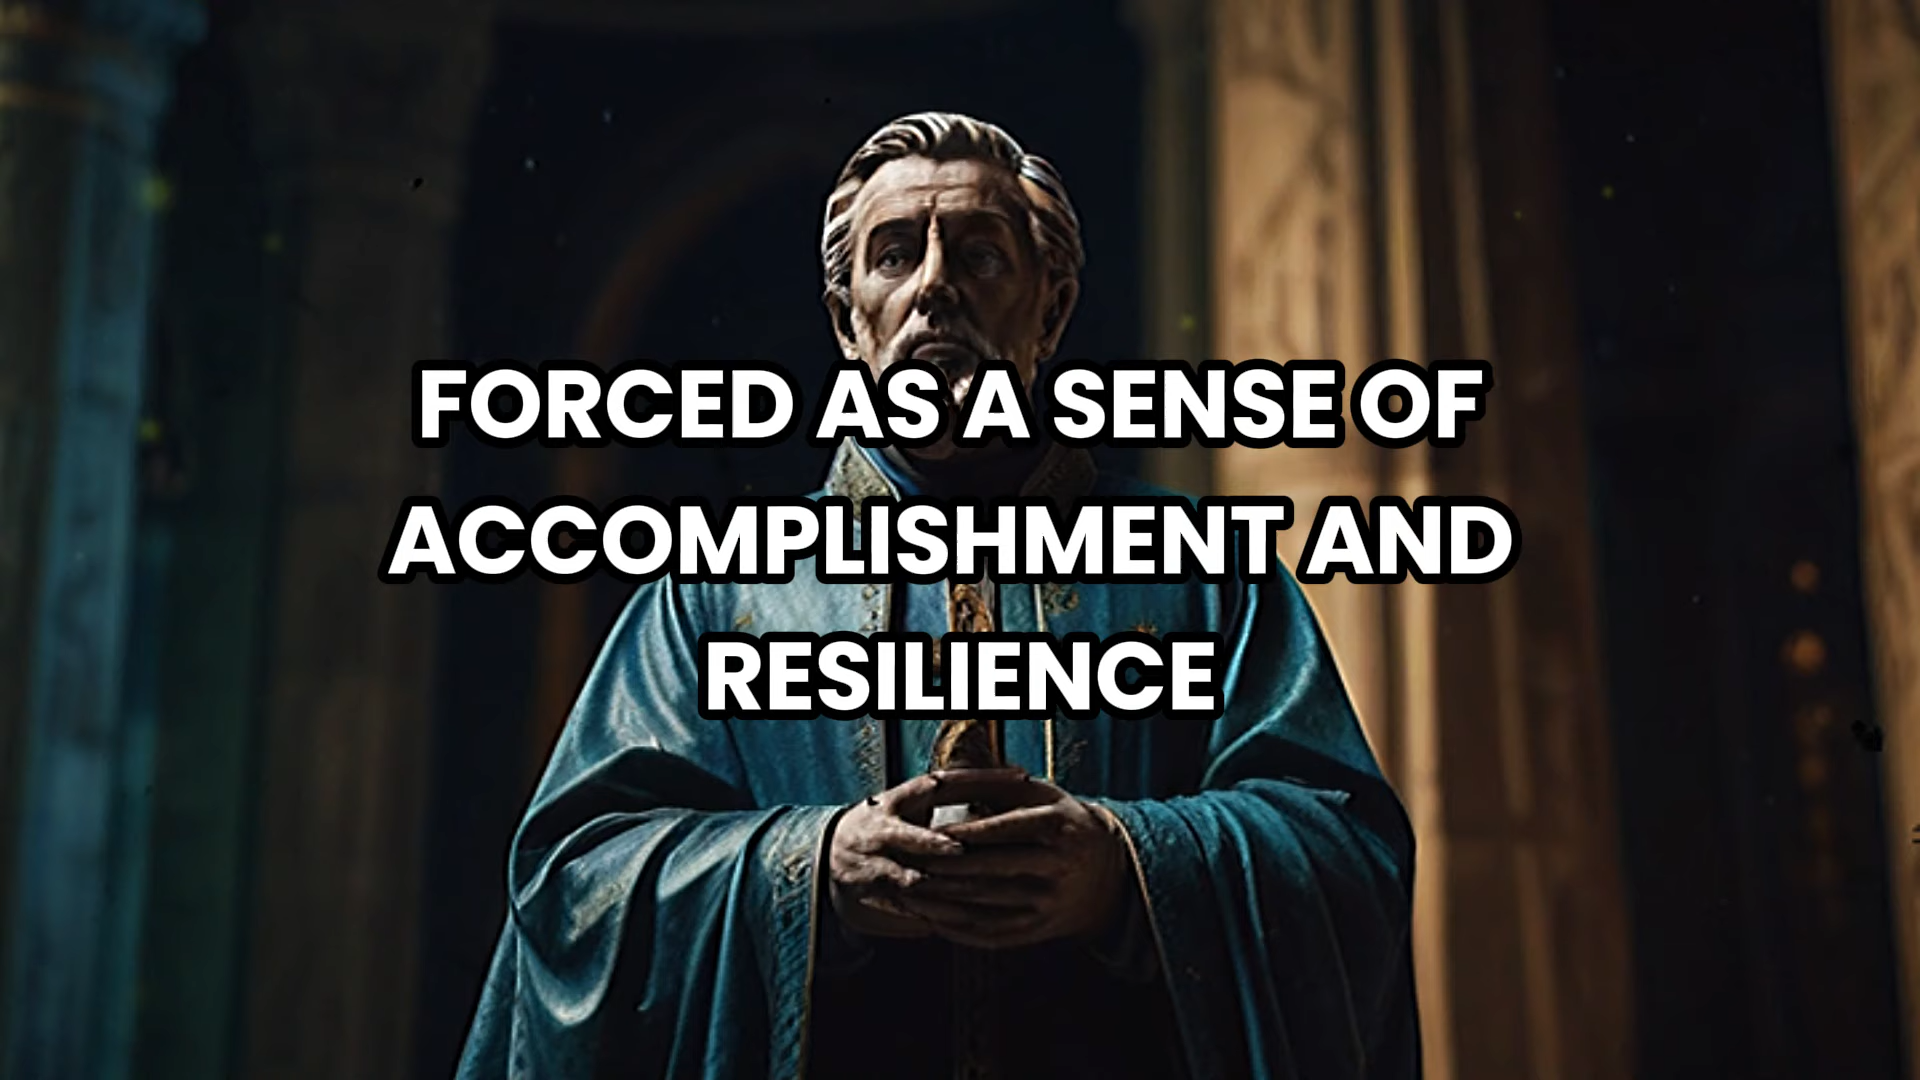 FORCED AS A SENSE OF
ACCOMPLISHMENT AND
RESILIENCE